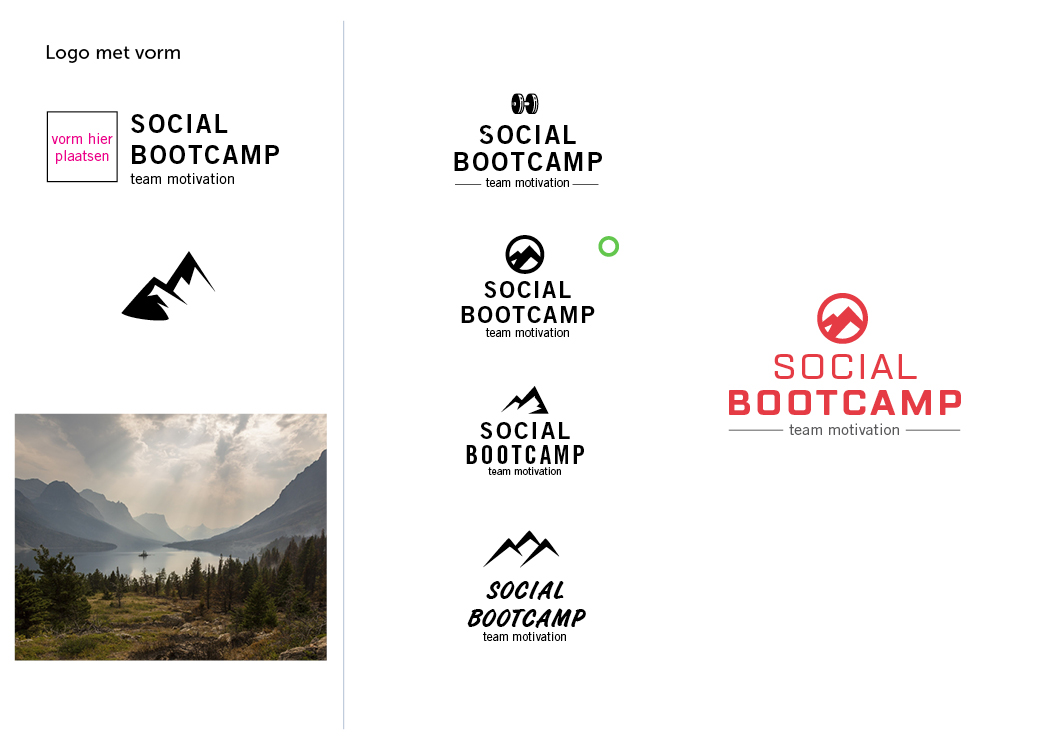 Logo met vorm
vorm hier
plaatsen
SOCIAL
BOOTCAMP
team motivation
SOCIAL
BOOTCAMP
team motivation
SOCIAL
BOOTCAMP
team motivation
SOCIAL
BOOTCAMP
team motivation
SOCIAL
BOOTCAMP
team motivation
SOCIAL
BOOTCAMP
team motivation